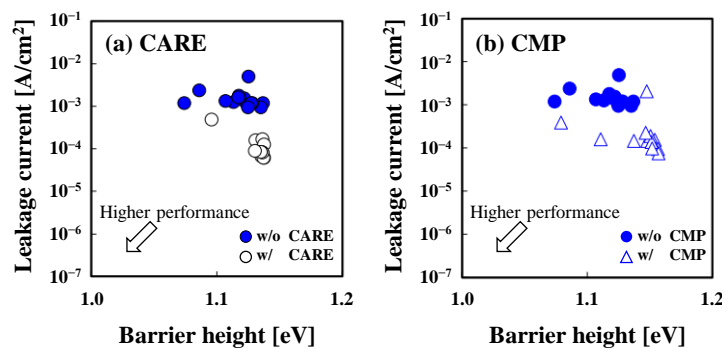 (a) CARE
Leakage current [A/cm²]
10⁻¹
10⁻²
10⁻³
10⁻⁴
10⁻⁵
10⁻⁶
10⁻⁷
Higher performance
w/o CARE
w/ CARE
1.0 1.1 1.2
Barrier height [eV]
(b) CMP
Leakage current [A/cm²]
10⁻¹
10⁻²
10⁻³
10⁻⁴
10⁻⁵
10⁻⁶
10⁻⁷
Higher performance
w/o CMP
w/ CMP
1.0 1.1 1.2
Barrier height [eV]